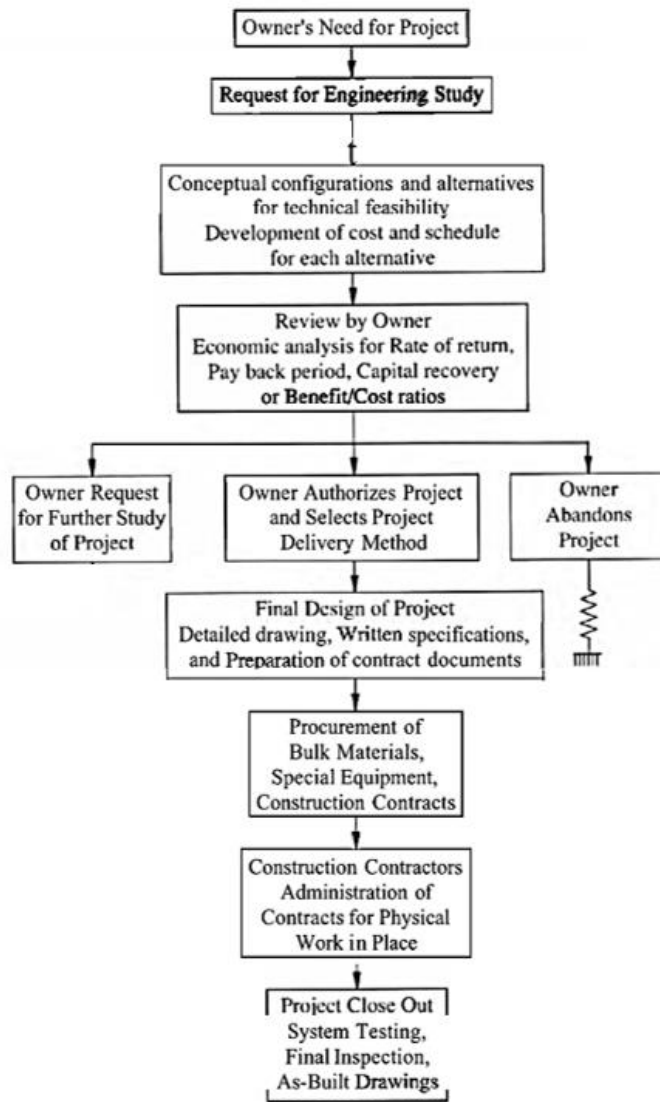 Owner's Need for Project
Request for Engineering Study
t
Conceptual configurations and alternatives
for technical feasibility
Development of cost and schedule
for each alternative
Review by Owner
Economic analysis for Rate of return,
Pay back period, Capital recovery
or Benefit/Cost ratios
Owner Request
for Further Study
of Project
Owner Authorizes Project
and Selects Project
Delivery Method
Owner
Abandons
Project
Final Design of Project
Detailed drawing, Written specifications,
and Preparation of contract documents
Procurement of
Bulk Materials,
Special Equipment,
Construction Contracts
Construction Contractors
Administration of
Contracts for Physical
Work in Place
Project Close Out
System Testing,
Final Inspection,
As-Built Drawings